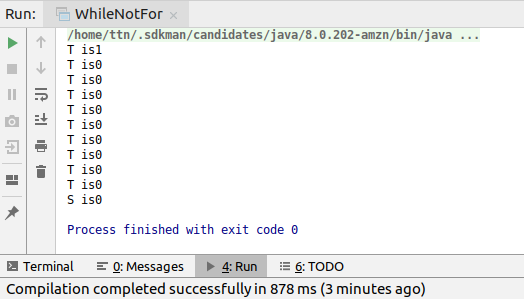 Run: WhileNotFor
/home/ttn/.sdkman/candidates/java/8.0.202-amzn/bin/java ...
T is1
T is0
T is0
T is0
T is0
T is0
T is0
T is0
T is0
T is0
S is0
Process finished with exit code 0
Terminal 0: Messages 4: Run 6: TODO
Compilation completed successfully in 878 ms (3 minutes ago)